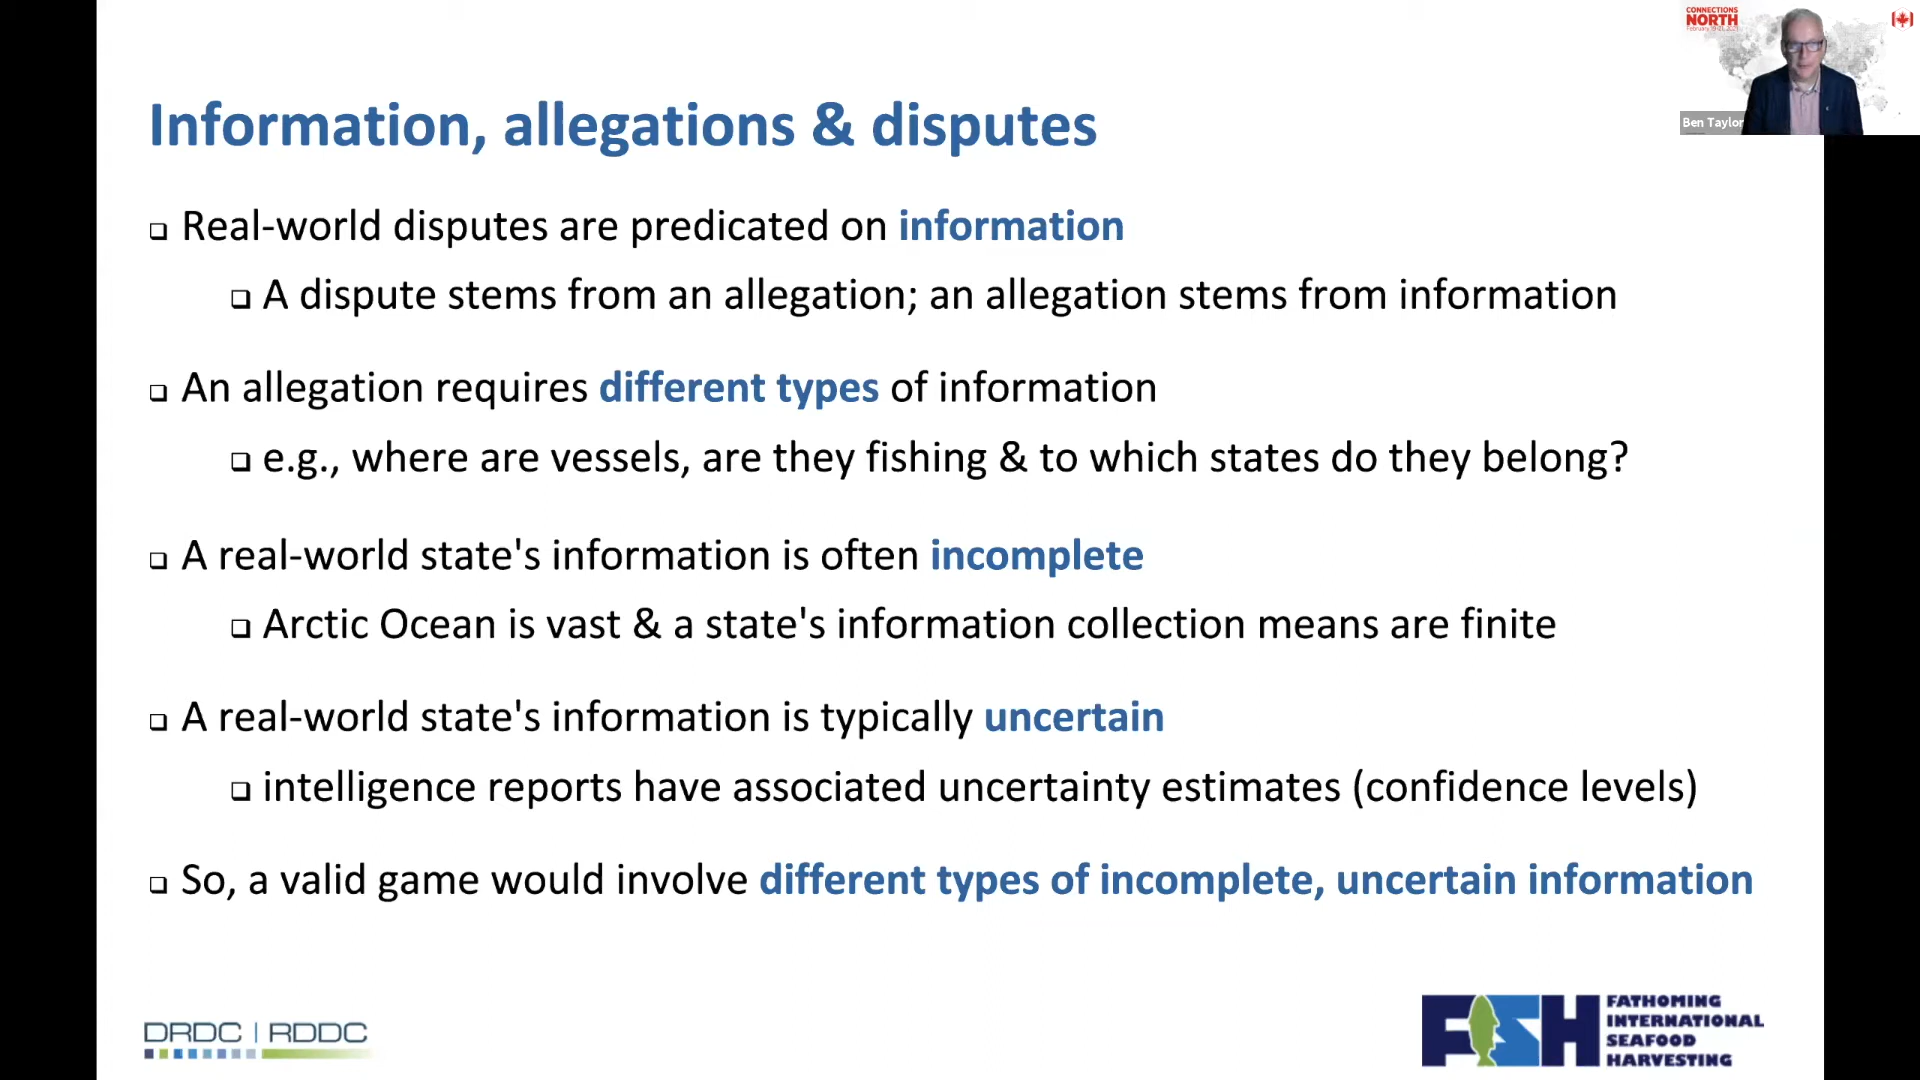 CONNECTIONS
NORTH
Ben Taylor
Information, allegations & disputes
Real-world disputes are predicated on information
A dispute stems from an allegation; an allegation stems from information
An allegation requires different types of information
e.g., where are vessels, are they fishing & to which states do they belong?
A real-world state's information is often incomplete
Arctic Ocean is vast & a state's information collection means are finite
A real-world state's information is typically uncertain
intelligence reports have associated uncertainty estimates (confidence levels)
So, a valid game would involve different types of incomplete, uncertain information
DRDC | RDDC
FISH
FATHOMING
INTERNATIONAL
SEAFOOD
HARVESTING